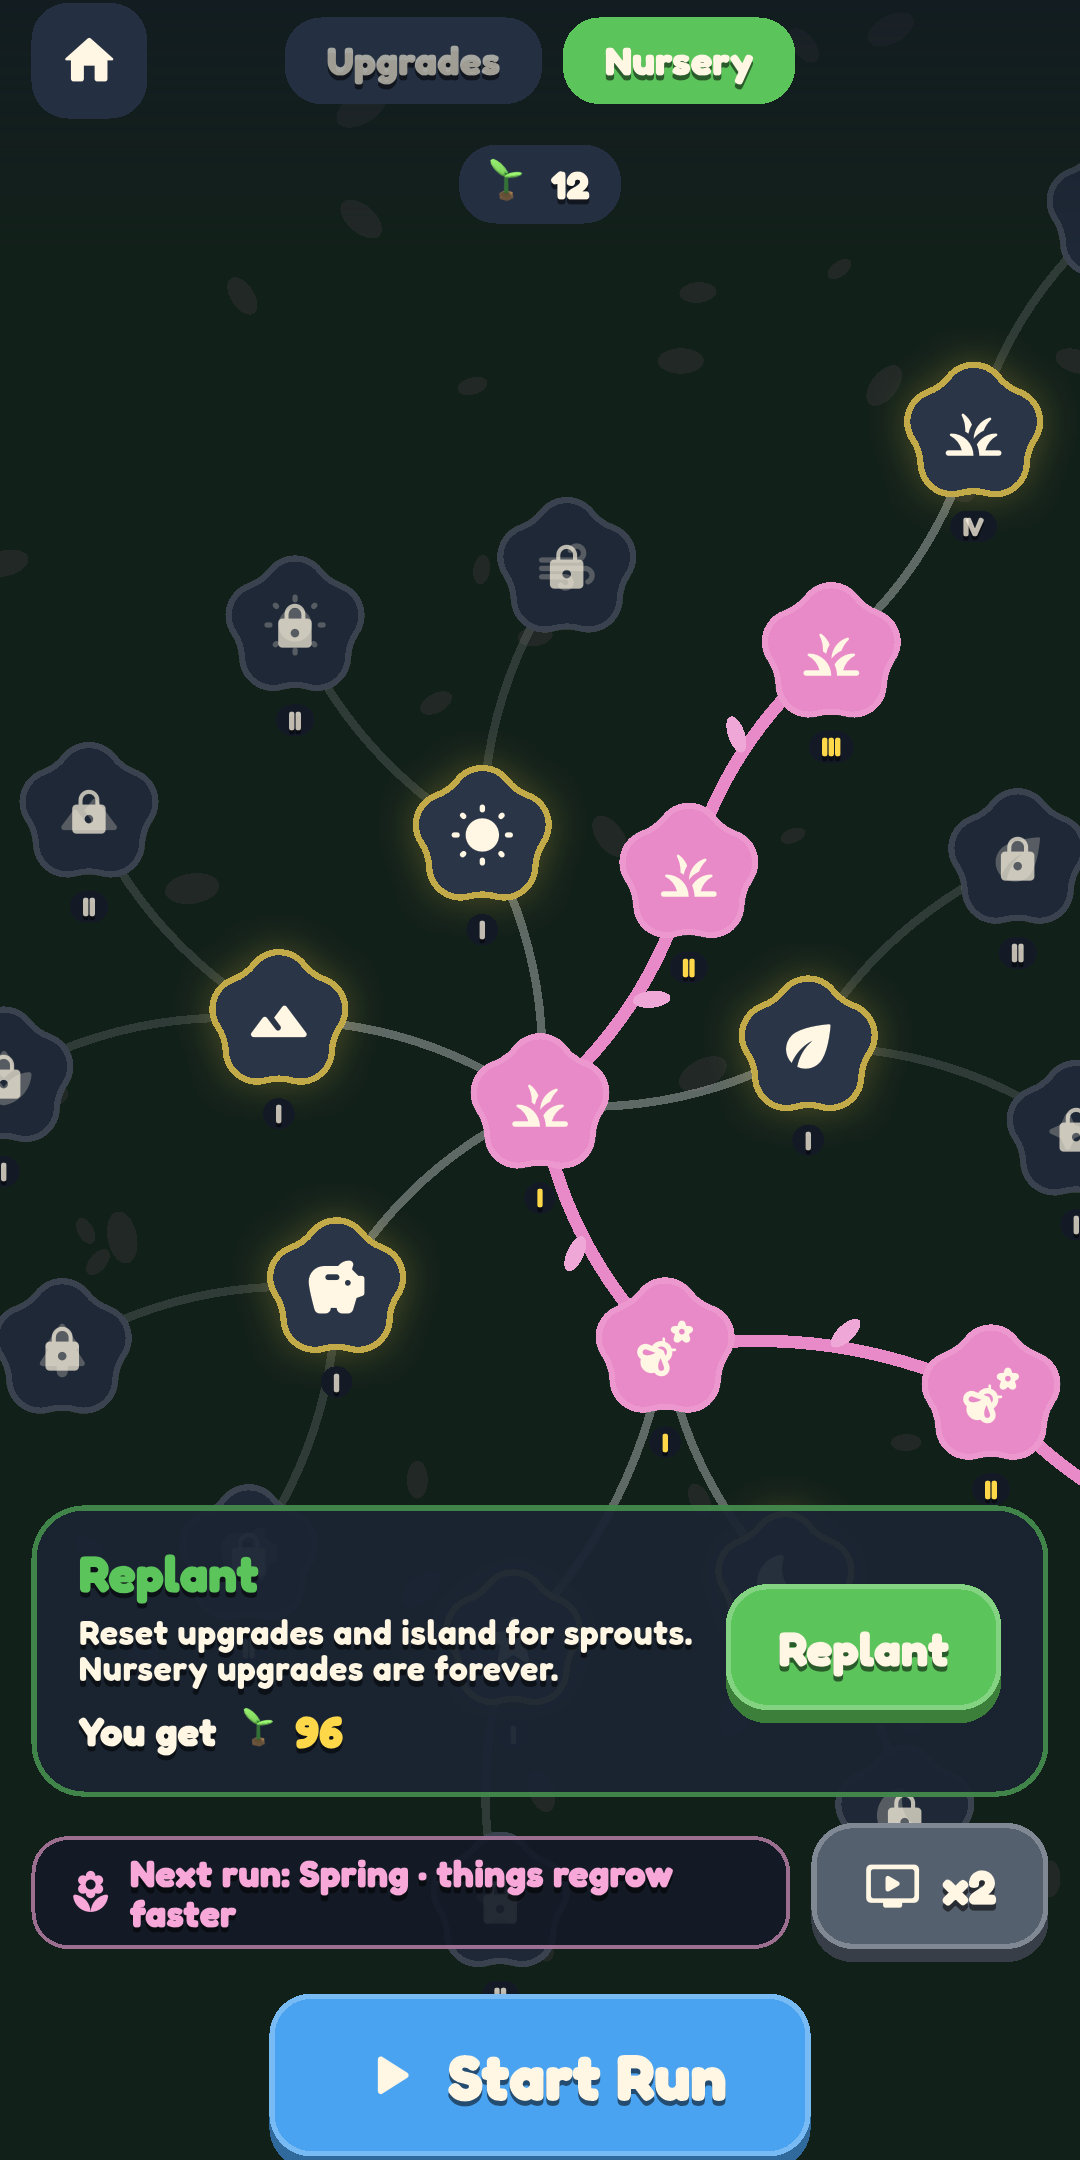 Upgrades
Nursery
12
IV
II
III
II
I
II
II
I
I
I
I
I
I
I
I
II
Replant
Reset upgrades and island for sprouts.
Nursery upgrades are forever.
Replant
You get 96
Next run: Spring · things regrow
faster
x2
Start Run